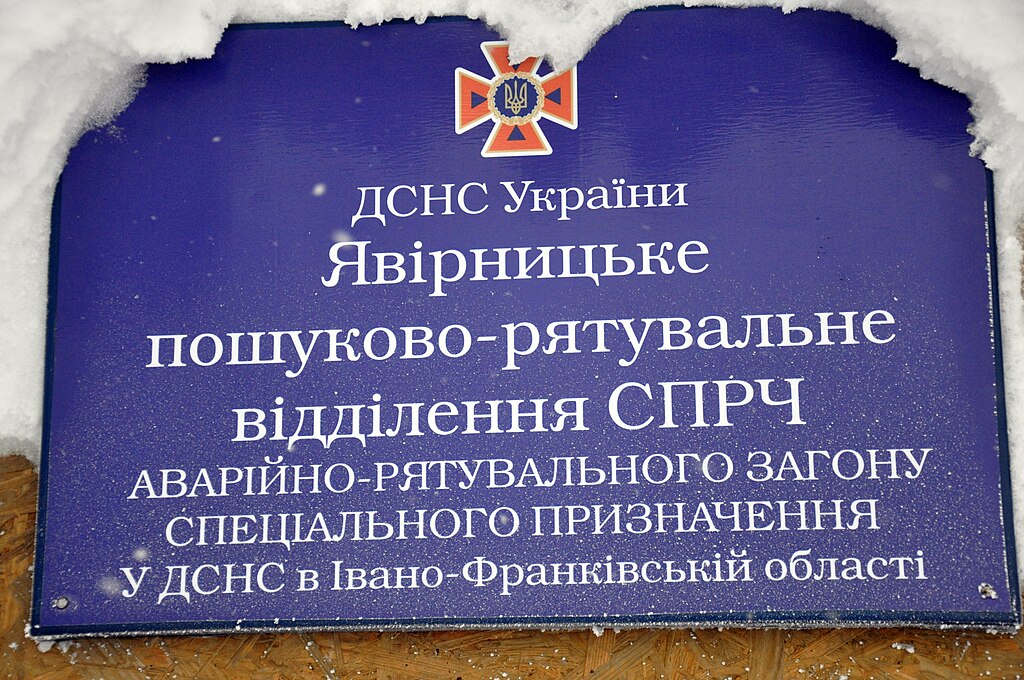 ДСНС України
Явірницьке
пошуково-рятувальне
відділення СПРЧ
АВАРІЙНО-РЯТУВАЛЬНОГО ЗАГОНУ
СПЕЦІАЛЬНОГО ПРИЗНАЧЕННЯ
У ДСНС в Івано-Франківській області